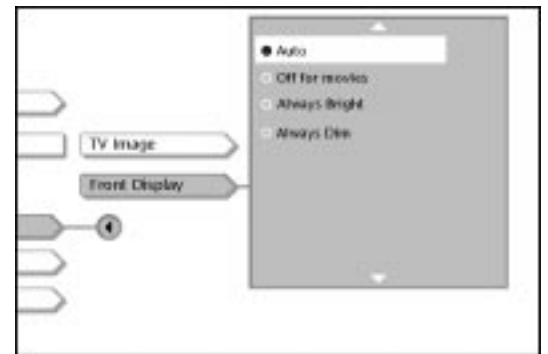 Auto
Off for movies
Always Bright
Always Dim
TV Image
Front Display